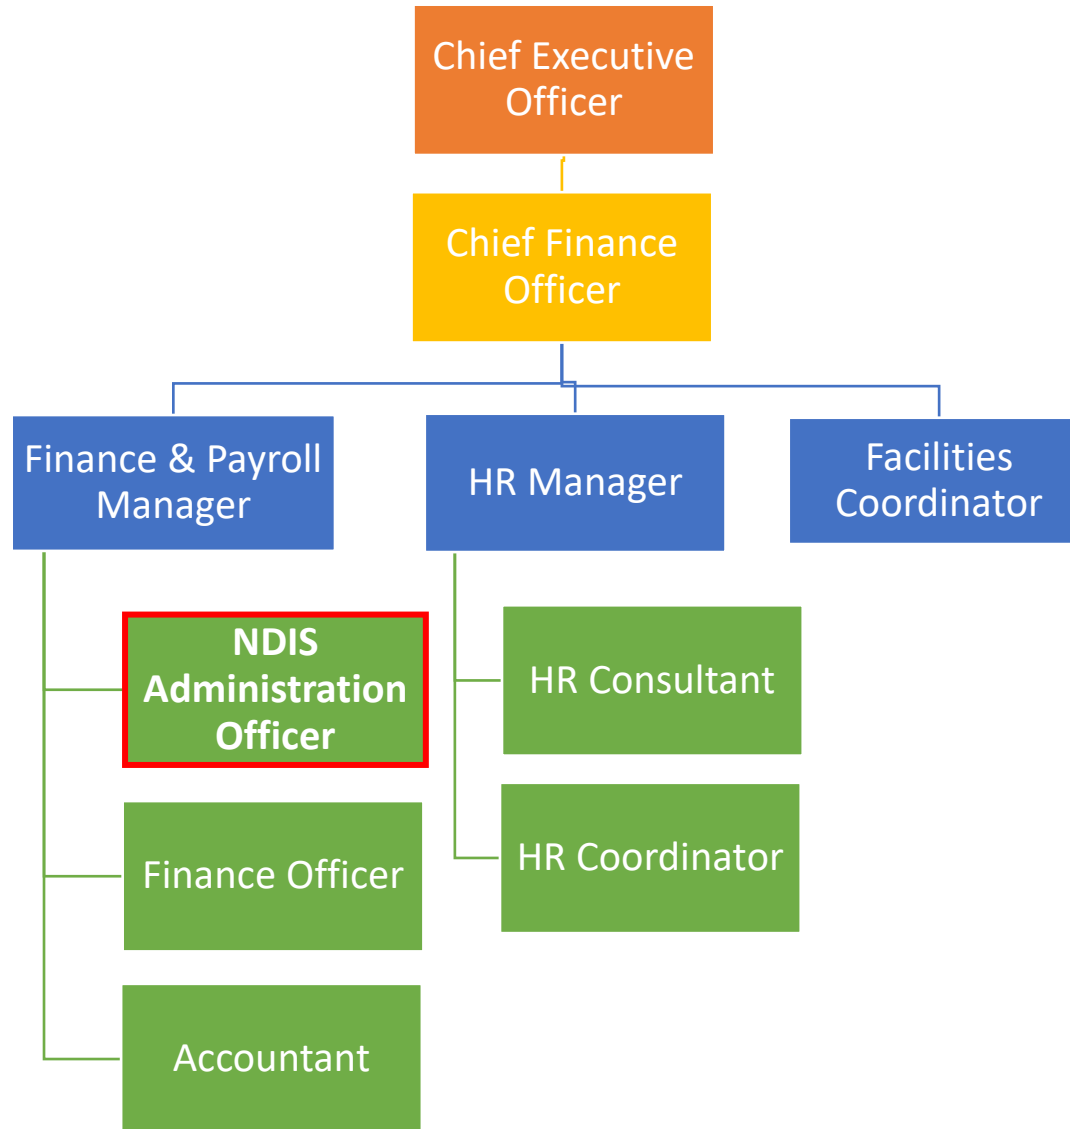 Chief Executive
Officer
Chief Finance
Officer
Finance & Payroll
Manager
HR Manager
Facilities
Coordinator
NDIS
Administration
Officer
HR Consultant
Finance Officer
HR Coordinator
Accountant